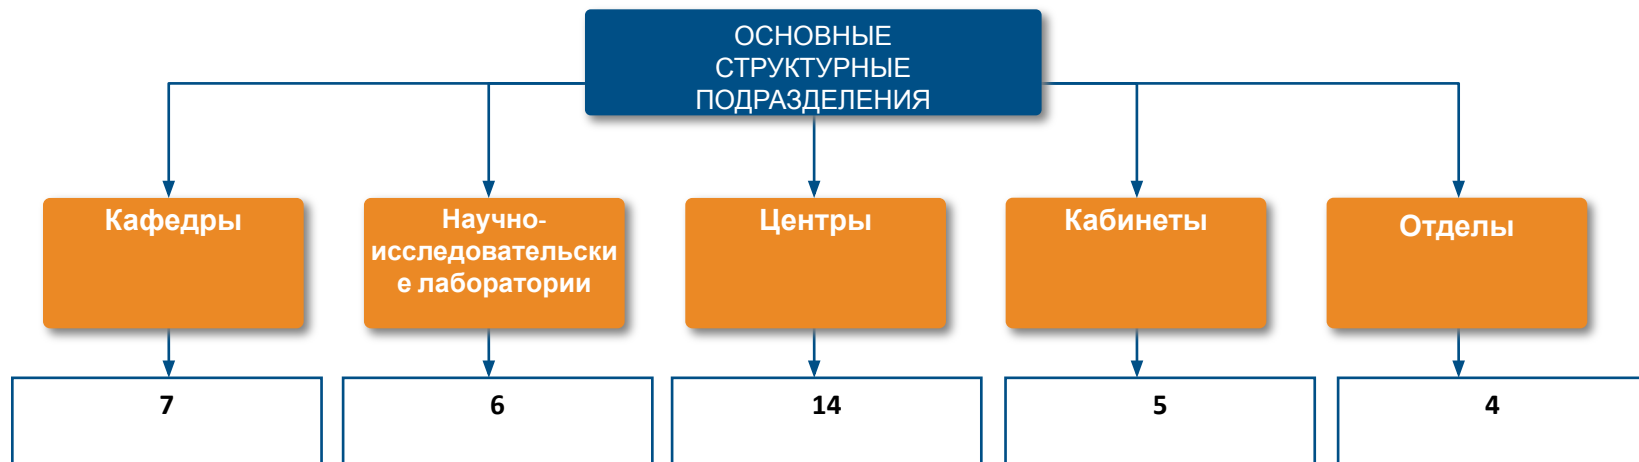 ОСНОВНЫЕ
СТРУКТУРНЫЕ
ПОДРАЗДЕЛЕНИЯ
Кафедры
Научно-
исследовательски
е лаборатории
Центры
Кабинеты
Отделы
7
6
14
5
4